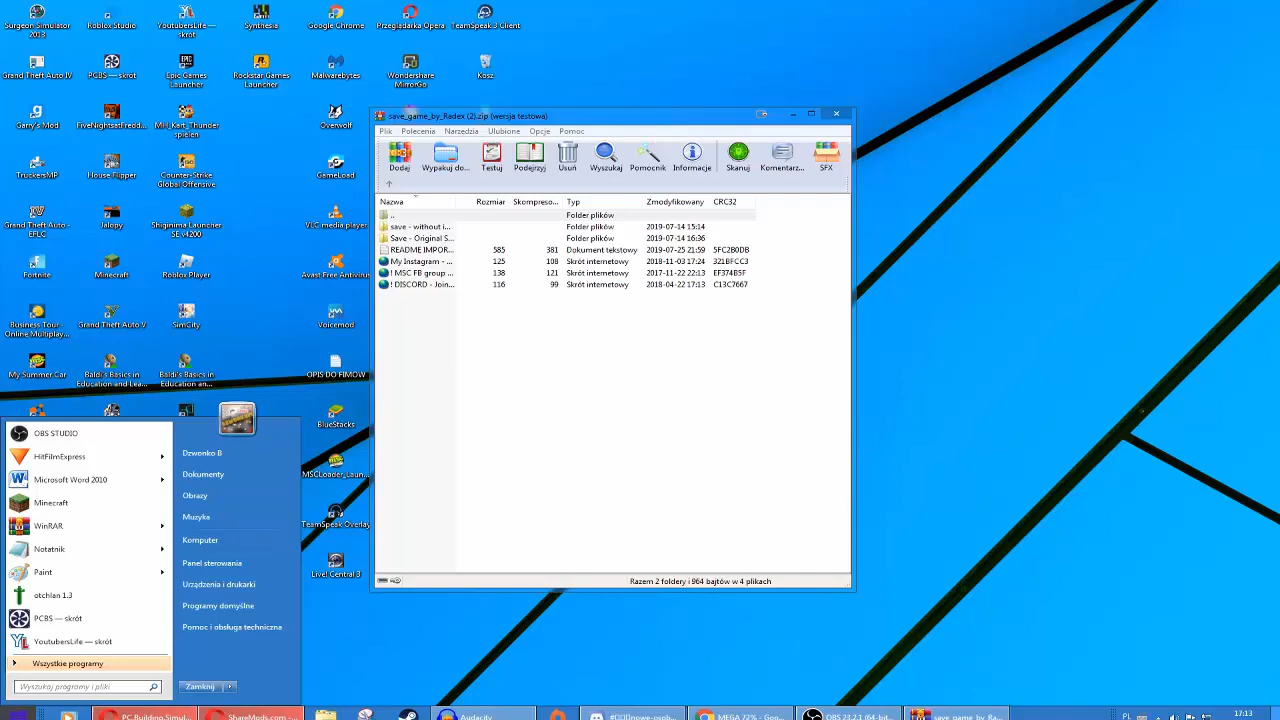 Surgeon Simulator
2013
Roblox Studio
YoutubersLife —
skrót
Synthesia
Google Chrome
Przeglądarka Opera
TeamSpeak 3 Client
Grand Theft Auto IV
PCBS — skrót
Epic Games
Launcher
Rockstar Games
Launcher
Malwarebytes
Wondershare
MirrorGo
Kosz
Garry's Mod
FiveNightsatFredd...
MH_Kart_Thunder
spielen
Overwolf
TruckersMP
House Flipper
Counter-Strike
Global Offensive
GameLoad
Grand Theft Auto -
EFLC
Jalopy
Shiginima Launcher
SE v4200
VLC media player
Fortnite
Minecraft
Roblox Player
Avast Free Antivirus
Business Tour -
Online Multiplay...
Grand Theft Auto V
SimCity
Voicemod
My Summer Car
Baldi's Basics in
Education and Lea...
Baldi's Basics in
Education an...
OPIS DO FIMOW
BlueStacks
MSCLoader_Laun...
TeamSpeak Overlay
Live! Central 3
save_game_by_Radex (2).zip (wersja testowa)
Plik Polecenia Narzędzia Ulubione Opcje Pomoc
Dodaj Wypakuj do... Testuj Podejrzyj Usuń Wyszukaj Pomocnik Informacje Skanuj Komentarz... SFX
Nazwa Rozmiar Skompreso... Typ Zmodyfikowany CRC32
.. Folder plików
save - without i... Folder plików 2019-07-14 15:14
Save - Original S... Folder plików 2019-07-14 16:36
README IMPOR... 585 381 Dokument tekstowy 2019-07-25 21:59 5FC2B0DB
My Instagram - ... 125 108 Skrót internetowy 2018-11-03 17:24 321BFCC3
! MSC FB group ... 138 121 Skrót internetowy 2017-11-22 22:13 EF374B5F
! DISCORD - Join... 116 99 Skrót internetowy 2018-04-22 17:13 C13C7667
Razem 2 foldery i 964 bajtów w 4 plikach
OBS STUDIO
HitFilmExpress
Microsoft Word 2010
Minecraft
WinRAR
Notatnik
Paint
otchlan 1.3
PCBS — skrót
YoutubersLife — skrót
Wszystkie programy
Wyszukaj programy i pliki
Dzwonko B
Dokumenty
Obrazy
Muzyka
Komputer
Panel sterowania
Urządzenia i drukarki
Programy domyślne
Pomoc i obsługa techniczna
Zamknij
PC.Building.Simul...
ShareMods.com -...
Audacity
MEGA 72% - Goo...
OBS 23.2.1 (64-bit...
save_game_by_Ra...
PL
17:13